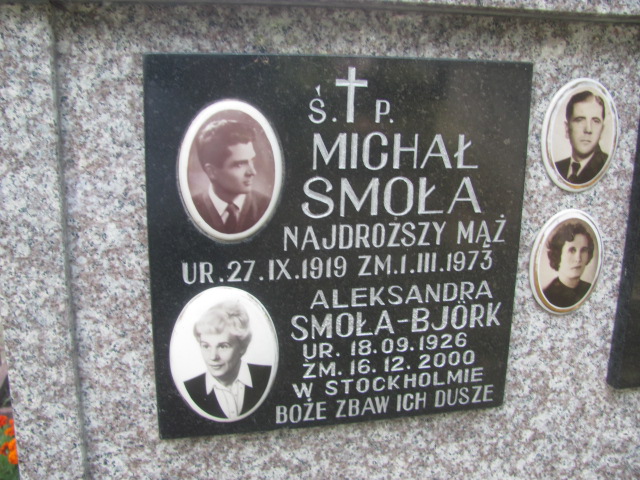 Ś. P.
MICHAŁ
SMOŁA
NAJDROŻSZY MĄŻ
UR. 27.IX.1919 ZM.1.III.1973
ALEKSANDRA
SMOŁA-BJÖRK
UR. 18.09.1926
ZM. 16.12.2000
W STOCKHOLMIE
BOŻE ZBAW ICH DUSZE